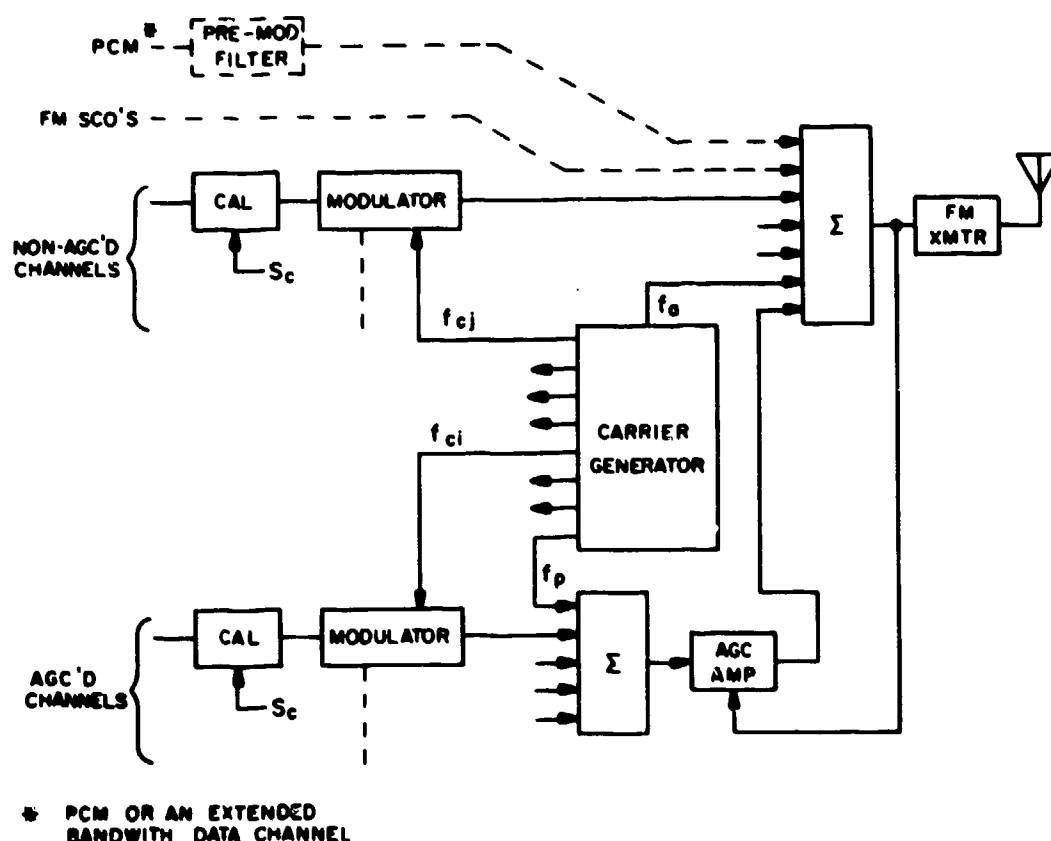 PCM *
PRE-MOD
FILTER
FM SCO'S
CAL
MODULATOR
NON-AGC'D
CHANNELS
Sc
fcj
fa
Σ
FM
XMTR
CARRIER
GENERATOR
fci
fp
CAL
MODULATOR
Σ
AGC
AMP
AGC'D
CHANNELS
Sc
* PCM OR AN EXTENDED
BANDWITH DATA CHANNEL